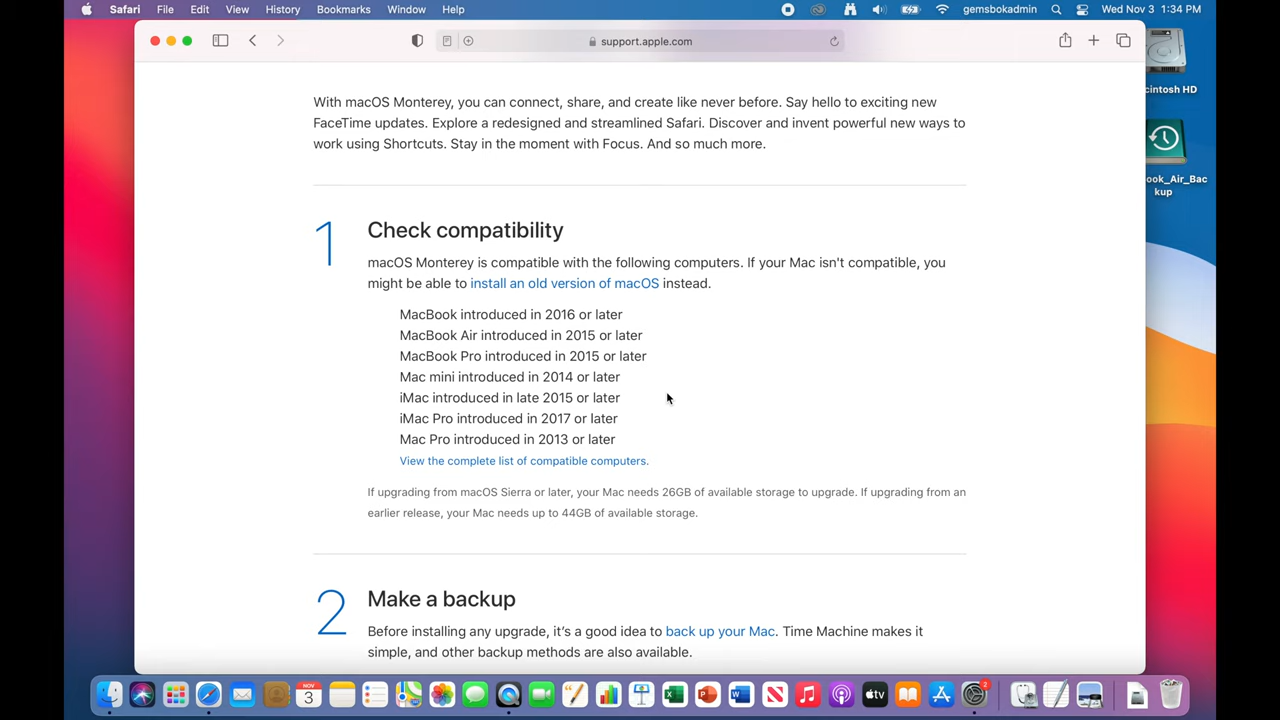 Safari File Edit View History Bookmarks Window Help gemsbokadmin Wed Nov 3 1:34 PM
support.apple.com
cintosh HD
ook_Air_Bac
kup
With macOS Monterey, you can connect, share, and create like never before. Say hello to exciting new
FaceTime updates. Explore a redesigned and streamlined Safari. Discover and invent powerful new ways to
work using Shortcuts. Stay in the moment with Focus. And so much more.
1 Check compatibility
macOS Monterey is compatible with the following computers. If your Mac isn't compatible, you
might be able to install an old version of macOS instead.
MacBook introduced in 2016 or later
MacBook Air introduced in 2015 or later
MacBook Pro introduced in 2015 or later
Mac mini introduced in 2014 or later
iMac introduced in late 2015 or later
iMac Pro introduced in 2017 or later
Mac Pro introduced in 2013 or later
View the complete list of compatible computers.
If upgrading from macOS Sierra or later, your Mac needs 26GB of available storage to upgrade. If upgrading from an
earlier release, your Mac needs up to 44GB of available storage.
2 Make a backup
Before installing any upgrade, it's a good idea to back up your Mac. Time Machine makes it
simple, and other backup methods are also available.
NOV
3
tv
2